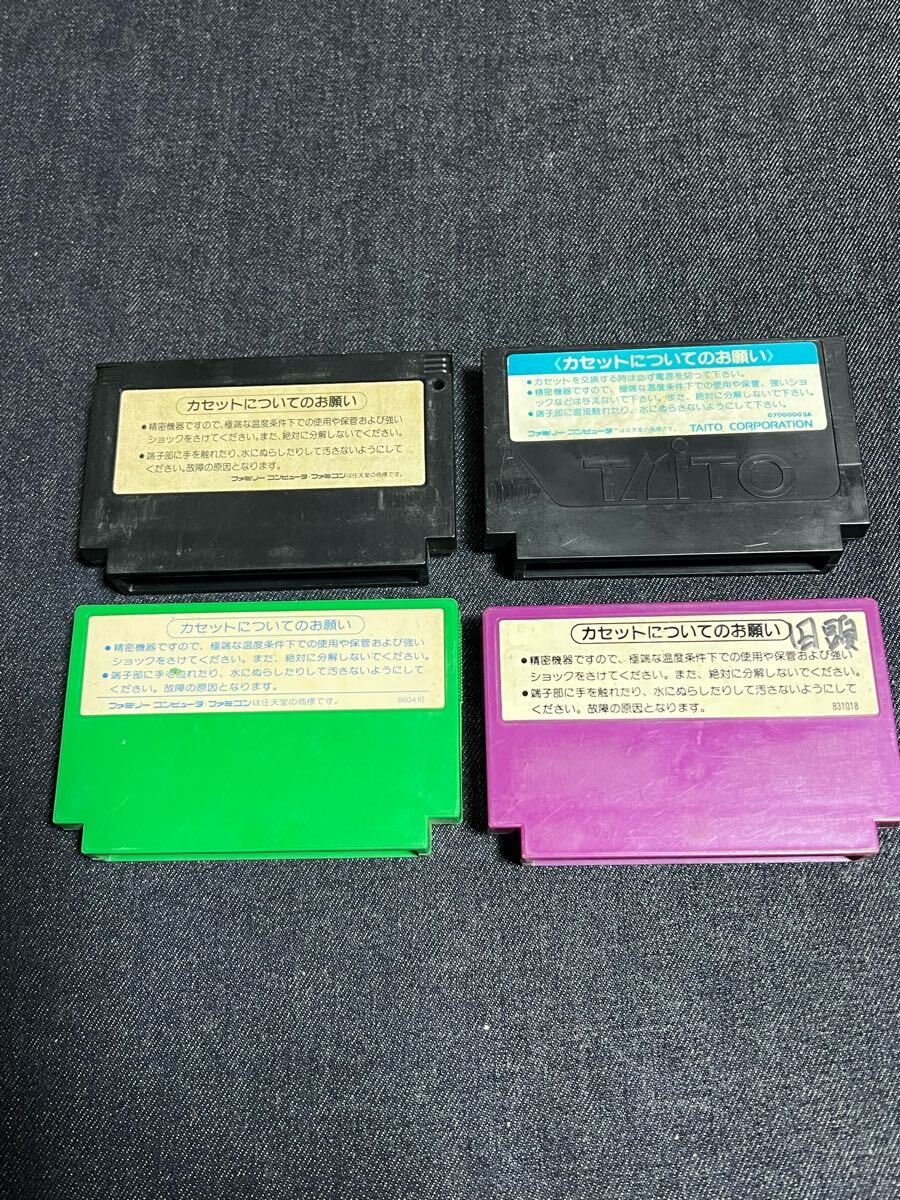 カセットについてのお願い
●精密機器ですので、極端な温度条件下での使用や保管および強い
ショックをさけてください。また、絶対に分解しないでください。
●端子部に手を触れたり、水にぬらしたりして汚さないようにして
ください。故障の原因となります。
ファミリー コンピュータ・ファミコンは任天堂の商標です。
《カセットについてのお願い》
●カセットを交換する時は必ず電源を切って下さい。
●精密機器ですので、極端な温度条件下での使用や保管、強いショ
ックなどは与えないで下さい。また、絶対に分解しないで下さい。
●端子部に直接触れたり、水にぬらさないようにして下さい。
G7000002A
ファミリー コンピュータ™は任天堂の商標です。 TAITO CORPORATION
TAITO
カセットについてのお願い
●精密機器ですので、極端な温度条件下での使用や保管および強い
ショックをさけてください。また、絶対に分解しないでください。
●端子部に手を触れたり、水にぬらしたりして汚さないようにして
ください。故障の原因となります。
ファミリー コンピュータ・ファミコンは任天堂の商標です。 860410
カセットについてのお願い
●精密機器ですので、極端な温度条件下での使用や保管および強い
ショックをさけてください。また、絶対に分解しないでください。
●端子部に手を触れたり、水にぬらしたりして汚さないようにして
ください。故障の原因となります。 831018